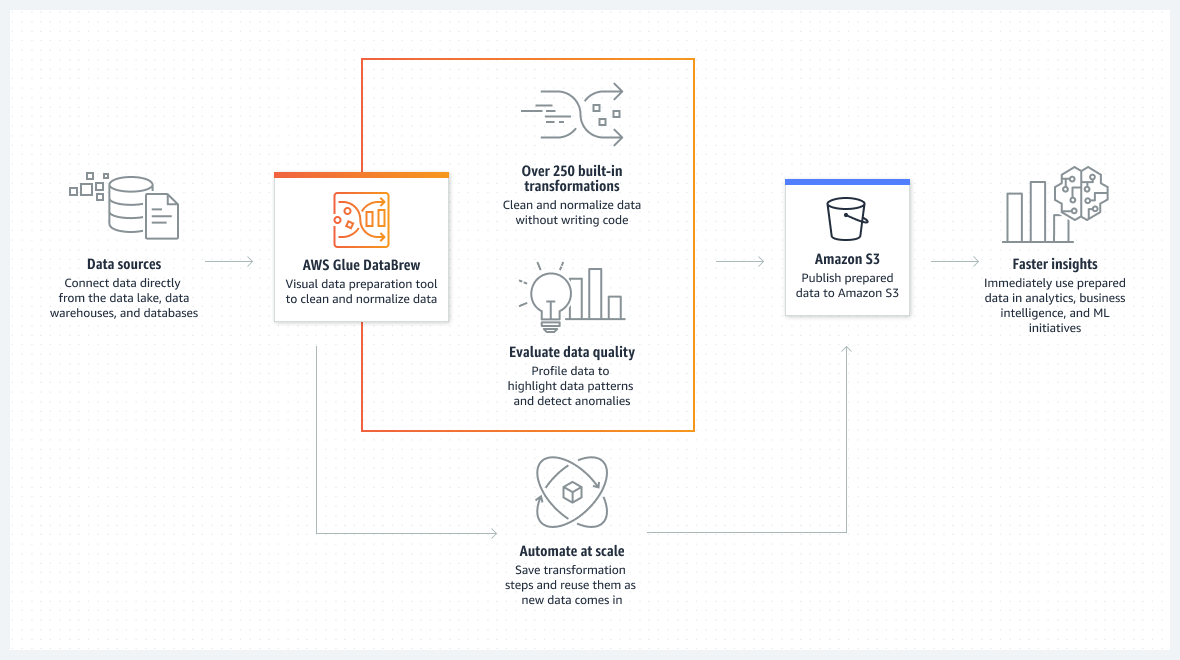 Data sources
Connect data directly
from the data lake, data
warehouses, and databases
AWS Glue DataBrew
Visual data preparation tool
to clean and normalize data
Over 250 built-in
transformations
Clean and normalize data
without writing code
Evaluate data quality
Profile data to
highlight data patterns
and detect anomalies
Automate at scale
Save transformation
steps and reuse them as
new data comes in
Amazon S3
Publish prepared
data to Amazon S3
Faster insights
Immediately use prepared
data in analytics, business
intelligence, and ML
initiatives